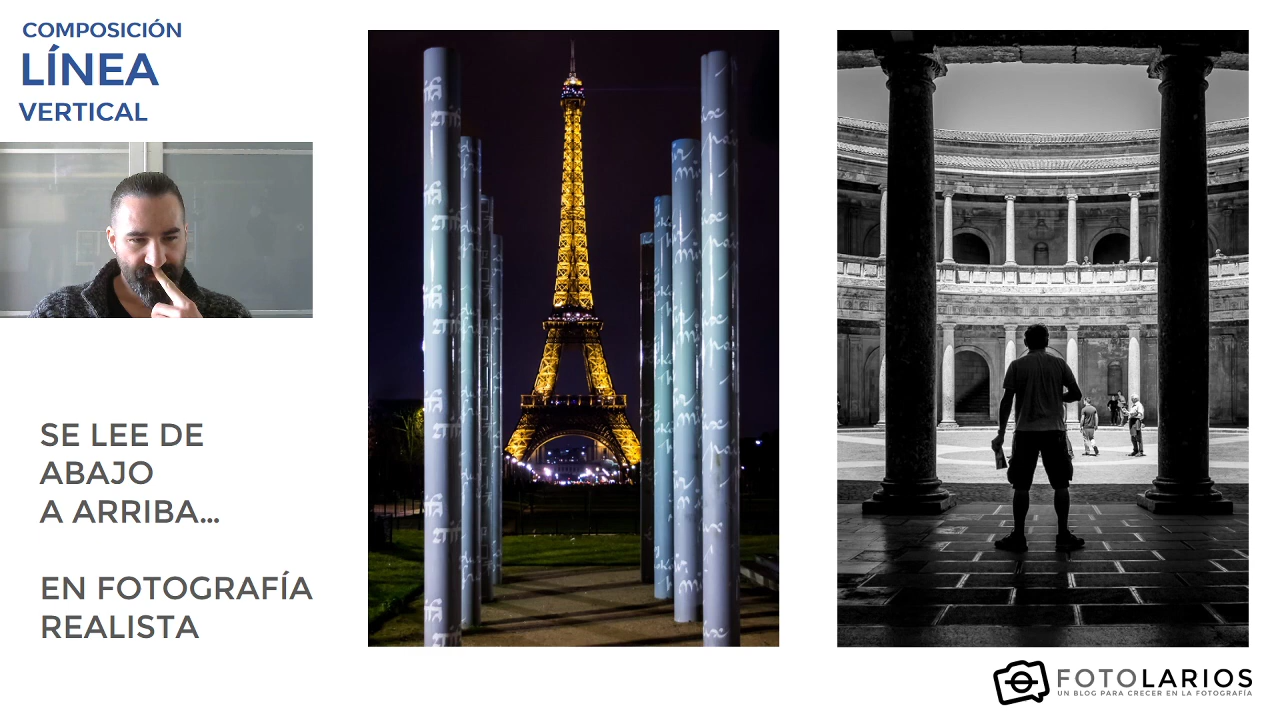 COMPOSICIÓN
LÍNEA
VERTICAL
SE LEE DE
ABAJO
A ARRIBA...
EN FOTOGRAFÍA
REALISTA
FOTOLARIOS
UN BLOG PARA CRECER EN LA FOTOGRAFÍA